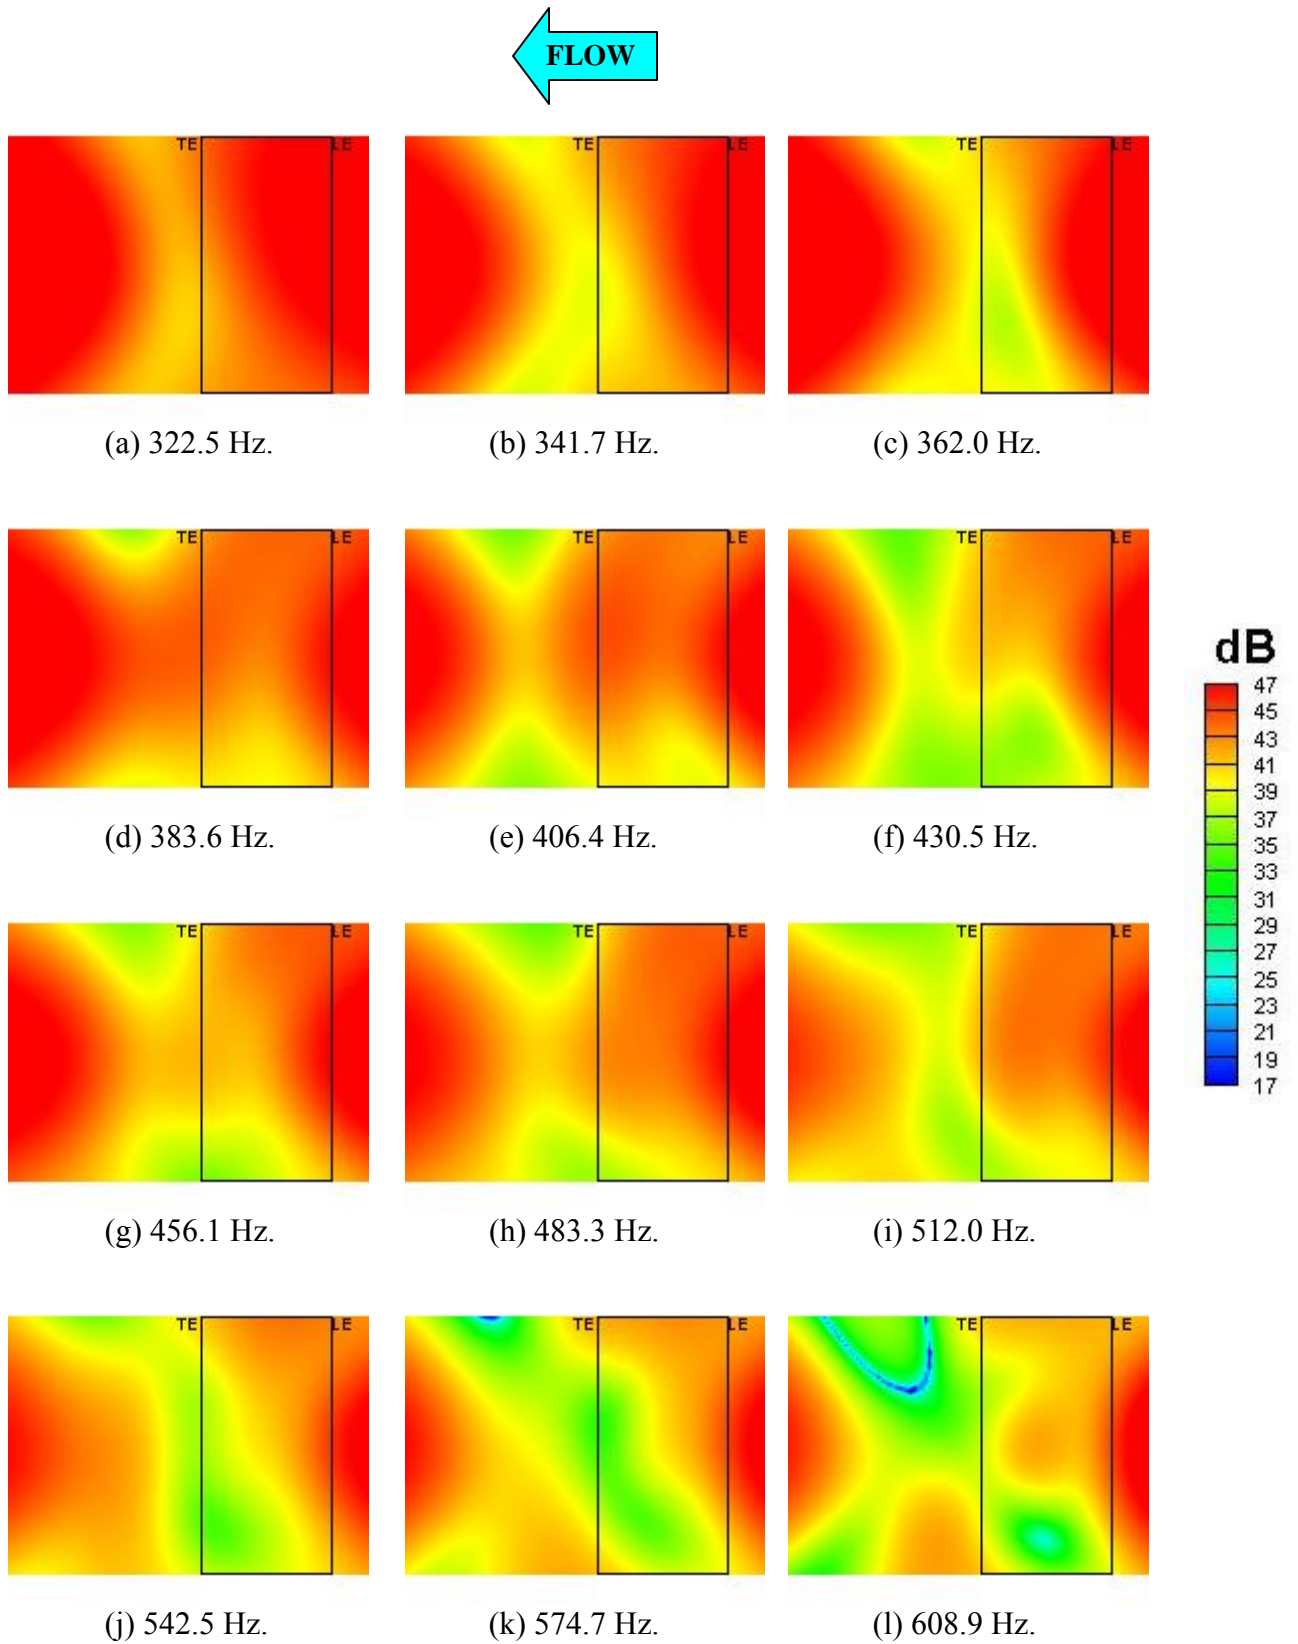 FLOW
TE LE TE LE TE LE
(a) 322.5 Hz. (b) 341.7 Hz. (c) 362.0 Hz.
TE LE TE LE TE LE
(d) 383.6 Hz. (e) 406.4 Hz. (f) 430.5 Hz.
dB
47
45
43
41
39
37
35
33
31
29
27
25
23
21
19
17
TE LE TE LE TE LE
(g) 456.1 Hz. (h) 483.3 Hz. (i) 512.0 Hz.
TE LE TE LE TE LE
(j) 542.5 Hz. (k) 574.7 Hz. (l) 608.9 Hz.